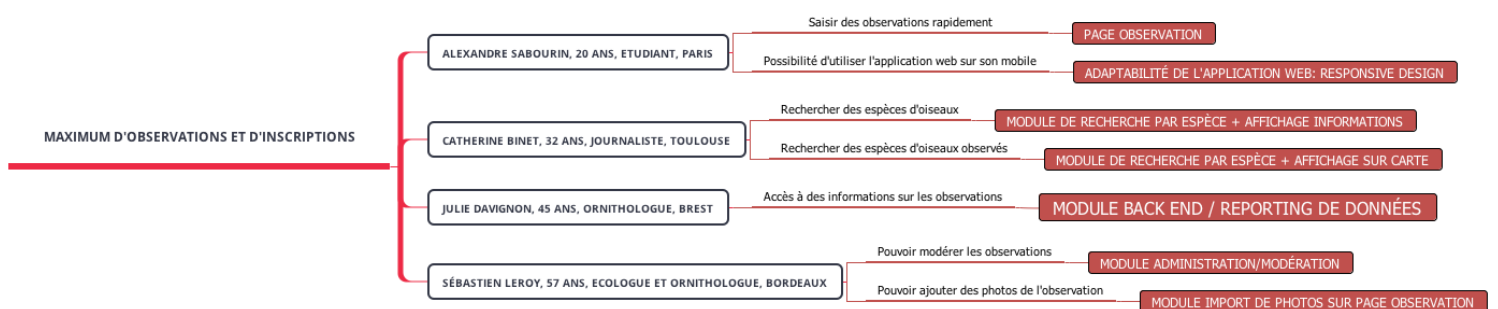 MAXIMUM D'OBSERVATIONS ET D'INSCRIPTIONS
ALEXANDRE SABOURIN, 20 ANS, ETUDIANT, PARIS
Saisir des observations rapidement
PAGE OBSERVATION
Possibilité d'utiliser l'application web sur son mobile
ADAPTABILITÉ DE L'APPLICATION WEB: RESPONSIVE DESIGN
CATHERINE BINET, 32 ANS, JOURNALISTE, TOULOUSE
Rechercher des espèces d'oiseaux
MODULE DE RECHERCHE PAR ESPÈCE + AFFICHAGE INFORMATIONS
Rechercher des espèces d'oiseaux observés
MODULE DE RECHERCHE PAR ESPÈCE + AFFICHAGE SUR CARTE
JULIE DAVIGNON, 45 ANS, ORNITHOLOGUE, BREST
Accès à des informations sur les observations
MODULE BACK END / REPORTING DE DONNÉES
SÉBASTIEN LEROY, 57 ANS, ECOLOGUE ET ORNITHOLOGUE, BORDEAUX
Pouvoir modérer les observations
MODULE ADMINISTRATION/MODÉRATION
Pouvoir ajouter des photos de l'observation
MODULE IMPORT DE PHOTOS SUR PAGE OBSERVATION